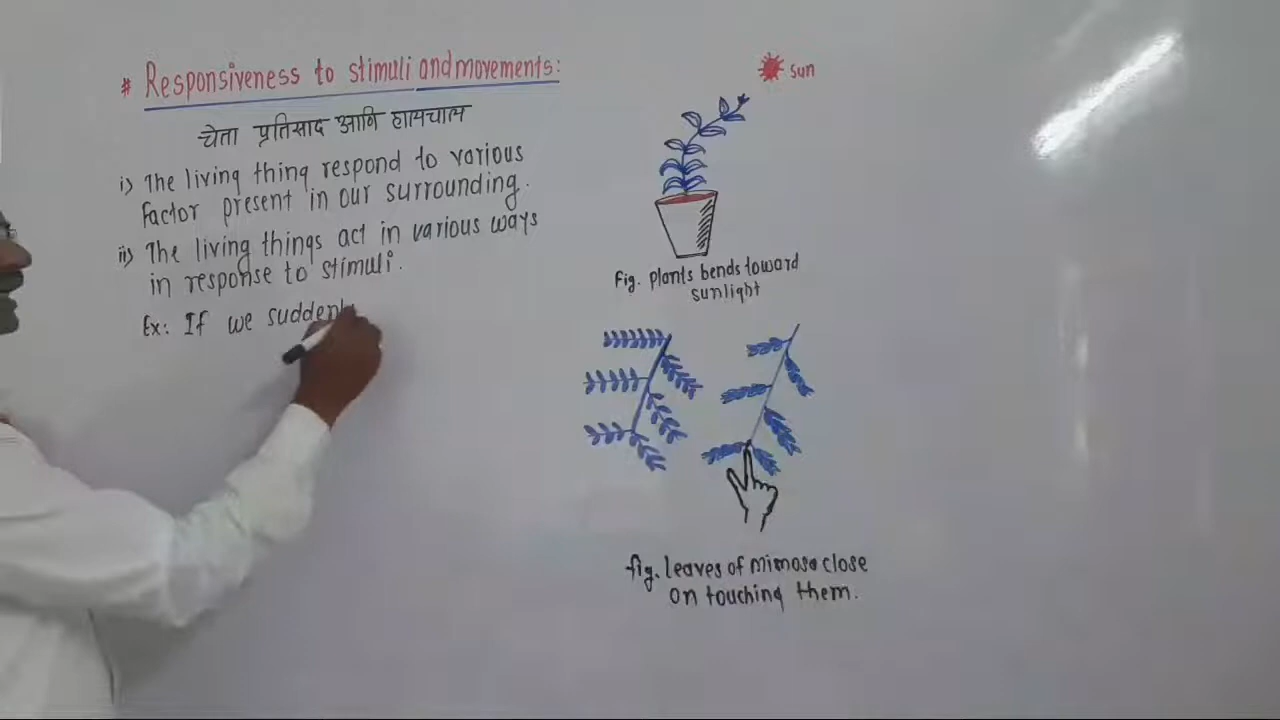 # Responsiveness to stimuli and movements:
चेता प्रतिसाद आणि हालचाल
i) The living thing respond to various
factor present in our surrounding.
ii) The living things act in various ways
in response to stimuli.
Ex: If we suddenl
Sun
Fig. plants bends toward
sunlight
fig. leaves of mimosa close
on touching them.